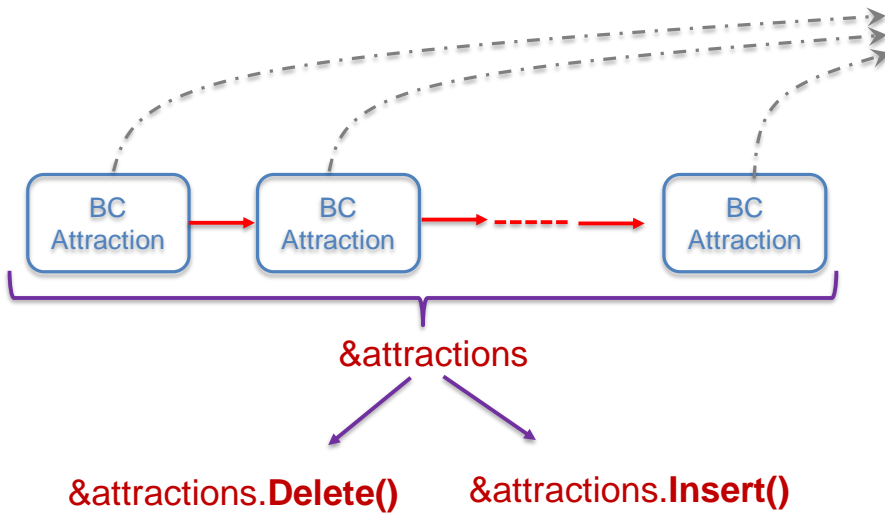 BC
Attraction
BC
Attraction
BC
Attraction
&attractions
&attractions.Delete()
&attractions.Insert()